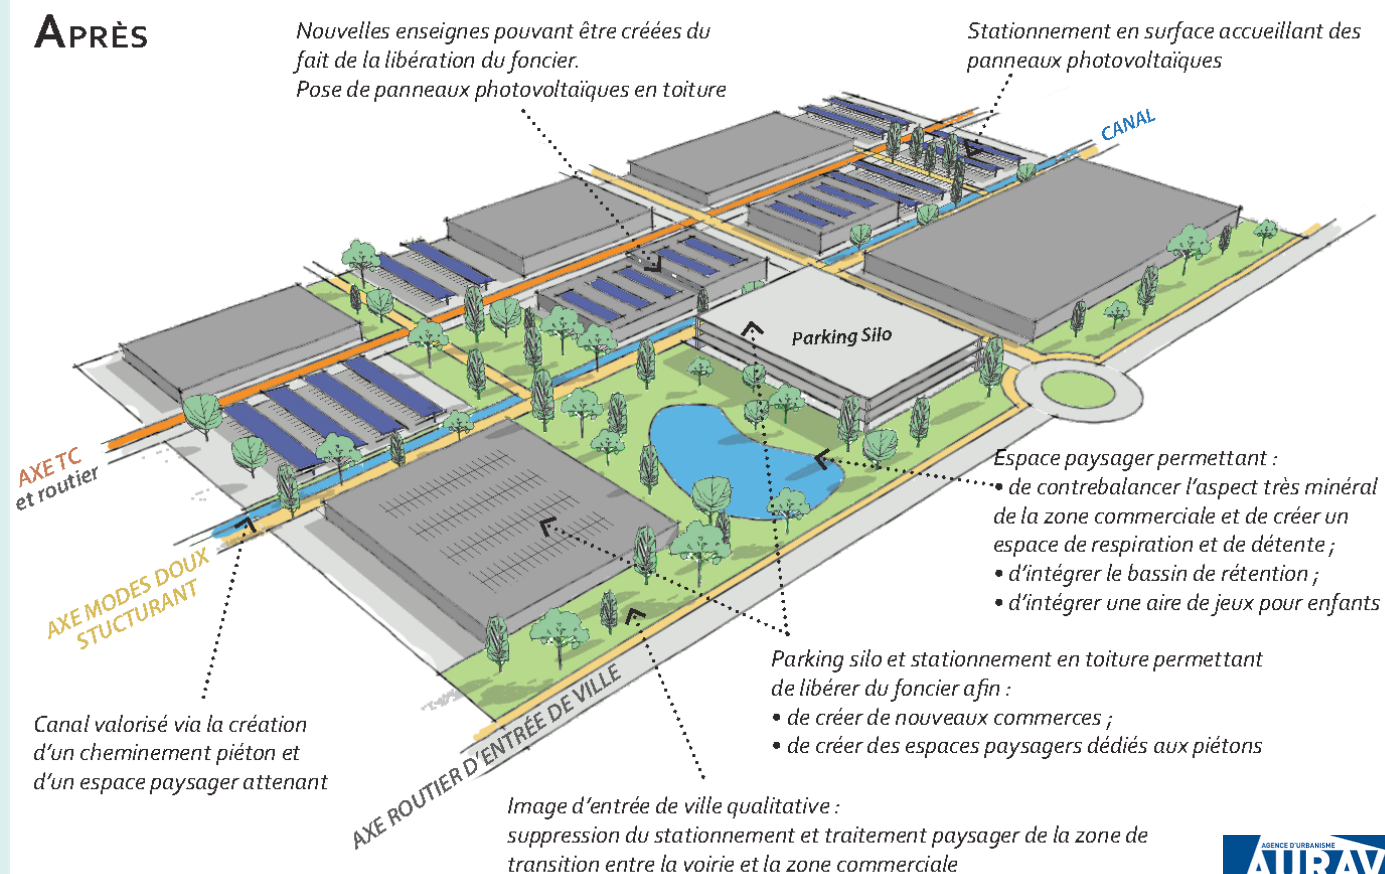 APRÈS
Nouvelles enseignes pouvant être créées du
fait de la libération du foncier.
Pose de panneaux photovoltaïques en toiture
Stationnement en surface accueillant des
panneaux photovoltaïques
CANAL
Parking Silo
AXE TC
et routier
AXE MODES DOUX
STUCTURANT
Espace paysager permettant :
• de contrebalancer l'aspect très minéral
de la zone commerciale et de créer un
espace de respiration et de détente ;
• d'intégrer le bassin de rétention ;
• d'intégrer une aire de jeux pour enfants
Parking silo et stationnement en toiture permettant
de libérer du foncier afin :
• de créer de nouveaux commerces ;
• de créer des espaces paysagers dédiés aux piétons
Canal valorisé via la création
d'un cheminement piéton et
d'un espace paysager attenant
AXE ROUTIER D'ENTRÉE DE VILLE
Image d'entrée de ville qualitative :
suppression du stationnement et traitement paysager de la zone de
transition entre la voirie et la zone commerciale
AGENCE D'URBANISME
AURAV